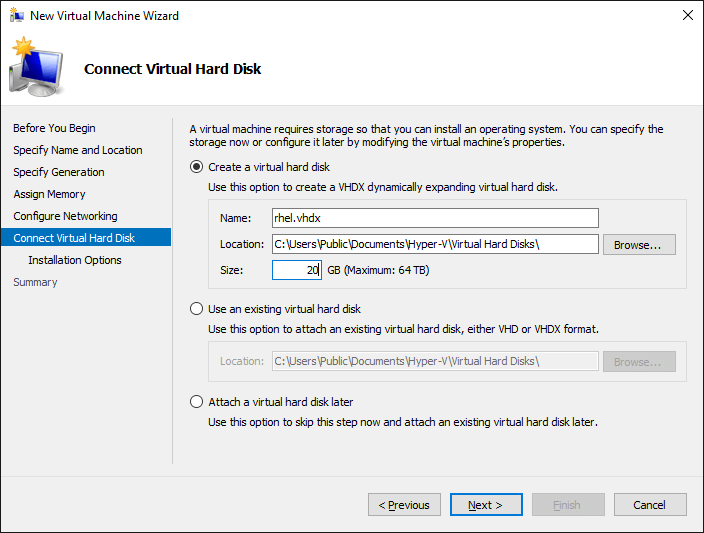 New Virtual Machine Wizard
Connect Virtual Hard Disk
Before You Begin
Specify Name and Location
Specify Generation
Assign Memory
Configure Networking
Connect Virtual Hard Disk
Installation Options
Summary
A virtual machine requires storage so that you can install an operating system. You can specify the
storage now or configure it later by modifying the virtual machine's properties.
Create a virtual hard disk
Use this option to create a VHDX dynamically expanding virtual hard disk.
Name: rhel.vhdx
Location: C:\Users\Public\Documents\Hyper-V\Virtual Hard Disks\ Browse...
Size: 20 GB (Maximum: 64 TB)
Use an existing virtual hard disk
Use this option to attach an existing virtual hard disk, either VHD or VHDX format.
Location: C:\Users\Public\Documents\Hyper-V\Virtual Hard Disks\ Browse...
Attach a virtual hard disk later
Use this option to skip this step now and attach an existing virtual hard disk later.
< Previous Next > Finish Cancel